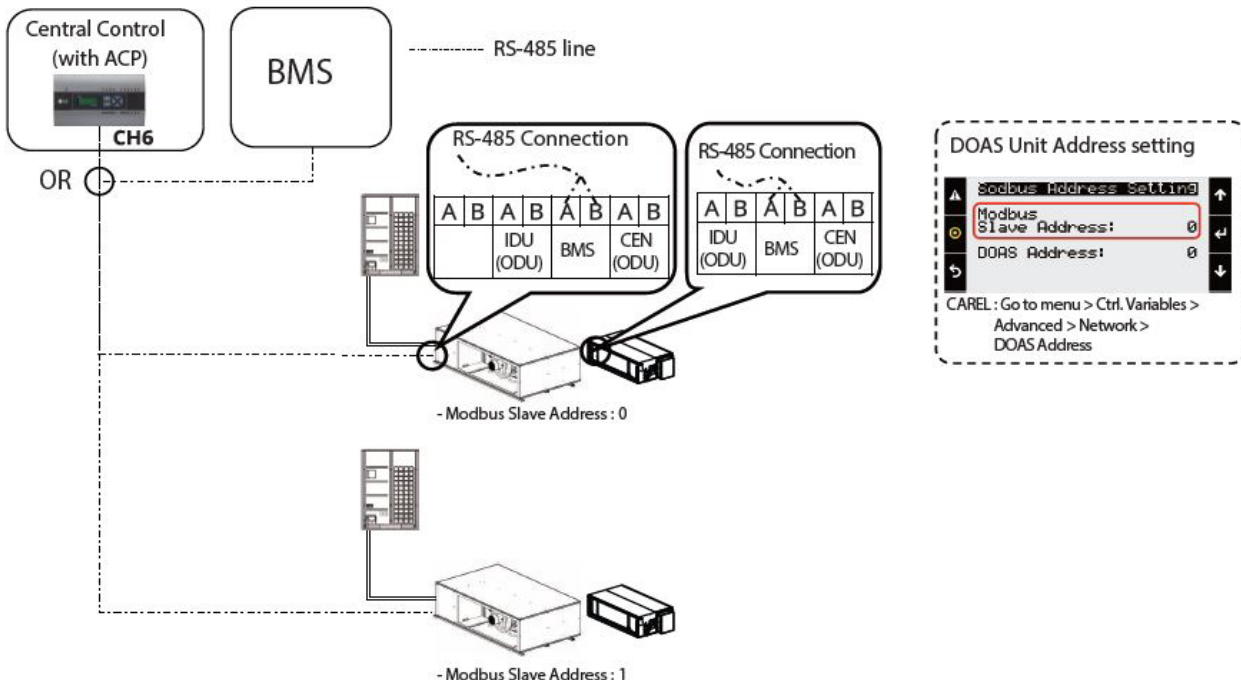 Central Control
(with ACP)
CH6
BMS
RS-485 line
OR
RS-485 Connection
A B A B A B A B
IDU
(ODU)
BMS
CEN
(ODU)
RS-485 Connection
A B A B A B
IDU
(ODU)
BMS
CEN
(ODU)
- Modbus Slave Address : 0
- Modbus Slave Address : 1
DOAS Unit Address setting
Sodbus Address Setting
Modbus
Slave Address: 0
DOAS Address: 0
CAREL : Go to menu > Ctrl. Variables >
Advanced > Network >
DOAS Address